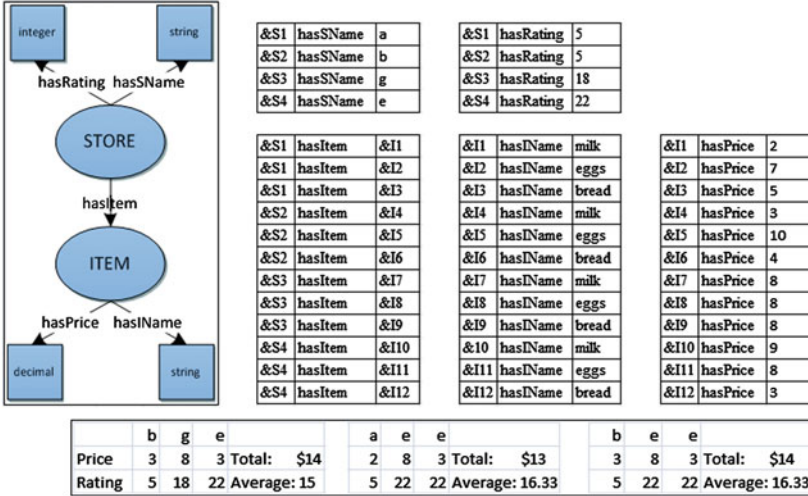 integer string
hasRating hasSName
STORE
hasItem
ITEM
hasPrice hasIName
decimal string
&S1 hasSName a
&S2 hasSName b
&S3 hasSName g
&S4 hasSName e
&S1 hasRating 5
&S2 hasRating 5
&S3 hasRating 18
&S4 hasRating 22
&S1 hasItem &I1
&S1 hasItem &I2
&S1 hasItem &I3
&S2 hasItem &I4
&S2 hasItem &I5
&S2 hasItem &I6
&S3 hasItem &I7
&S3 hasItem &I8
&S3 hasItem &I9
&S4 hasItem &I10
&S4 hasItem &I11
&S4 hasItem &I12
&I1 hasIName milk
&I2 hasIName eggs
&I3 hasIName bread
&I4 hasIName milk
&I5 hasIName eggs
&I6 hasIName bread
&I7 hasIName milk
&I8 hasIName eggs
&I9 hasIName bread
&10 hasIName milk
&I11 hasIName eggs
&I12 hasIName bread
&I1 hasPrice 2
&I2 hasPrice 7
&I3 hasPrice 5
&I4 hasPrice 3
&I5 hasPrice 10
&I6 hasPrice 4
&I7 hasPrice 8
&I8 hasPrice 8
&I9 hasPrice 8
&I10 hasPrice 9
&I11 hasPrice 8
&I12 hasPrice 3
b g e
Price 3 8 3 Total: $14
Rating 5 18 22 Average: 15
a e e
2 8 3 Total: $13
5 22 22 Average: 16.33
b e e
3 8 3 Total: $14
5 22 22 Average: 16.33